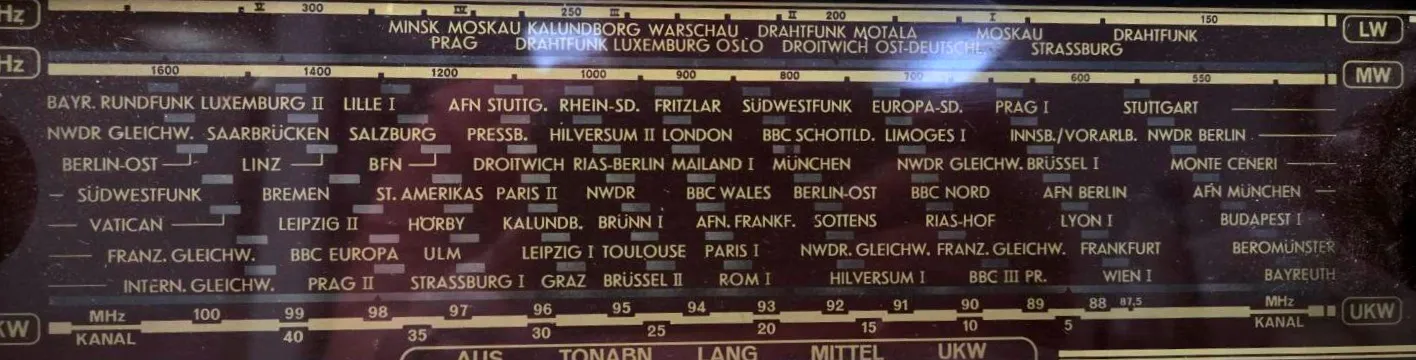 Hz V 300 IV 250 III II 200 I 150 LW
MINSK MOSKAU KALUNDBORG WARSCHAU DRAHTFUNK MOTALA MOSKAU DRAHTFUNK
PRAG DRAHTFUNK LUXEMBURG OSLO DROITWICH OST-DEUTSCHL. STRASSBURG
Hz 1600 1400 1200 1000 900 800 700 600 550 MW
BAYR. RUNDFUNK LUXEMBURG II LILLE I AFN STUTTG. RHEIN-SD. FRITZLAR SÜDWESTFUNK EUROPA-SD. PRAG I STUTTGART
NWDR GLEICHW. SAARBRÜCKEN SALZBURG PRESSB. HILVERSUM II LONDON BBC SCHOTTLD. LIMOGES I INNSB./VORARLB. NWDR BERLIN
BERLIN-OST LINZ BFN DROITWICH RIAS-BERLIN MAILAND I MÜNCHEN NWDR GLEICHW. BRÜSSEL I MONTE CENERI
SÜDWESTFUNK BREMEN ST. AMERIKAS PARIS II NWDR BBC WALES BERLIN-OST BBC NORD AFN BERLIN AFN MÜNCHEN
VATICAN LEIPZIG II HÖRBY KALUNDB. BRÜNN I AFN. FRANKF. SOTTENS RIAS-HOF LYON I BUDAPEST I
FRANZ. GLEICHW. BBC EUROPA ULM LEIPZIG I TOULOUSE PARIS I NWDR. GLEICHW. FRANZ. GLEICHW. FRANKFURT BEROMÜNSTER
INTERN. GLEICHW. PRAG II STRASSBURG I GRAZ BRÜSSEL II ROM I HILVERSUM I BBC III PR. WIEN I BAYREUTH
KW MHz 100 99 98 97 96 95 94 93 92 91 90 89 88 87,5 MHz UKW
KANAL 40 35 30 25 20 15 10 5 KANAL
AUS TONABN LANG MITTEL UKW